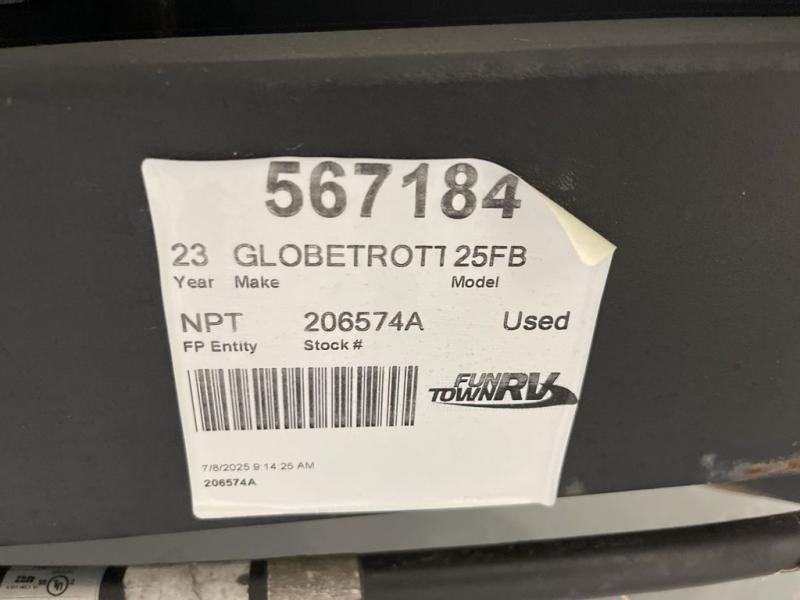 567184
23 GLOBETROTT 25FB
Year Make Model
NPT 206574A Used
FP Entity Stock #
FUN TOWN RV
7/8/2025 9:14:25 AM
206574A